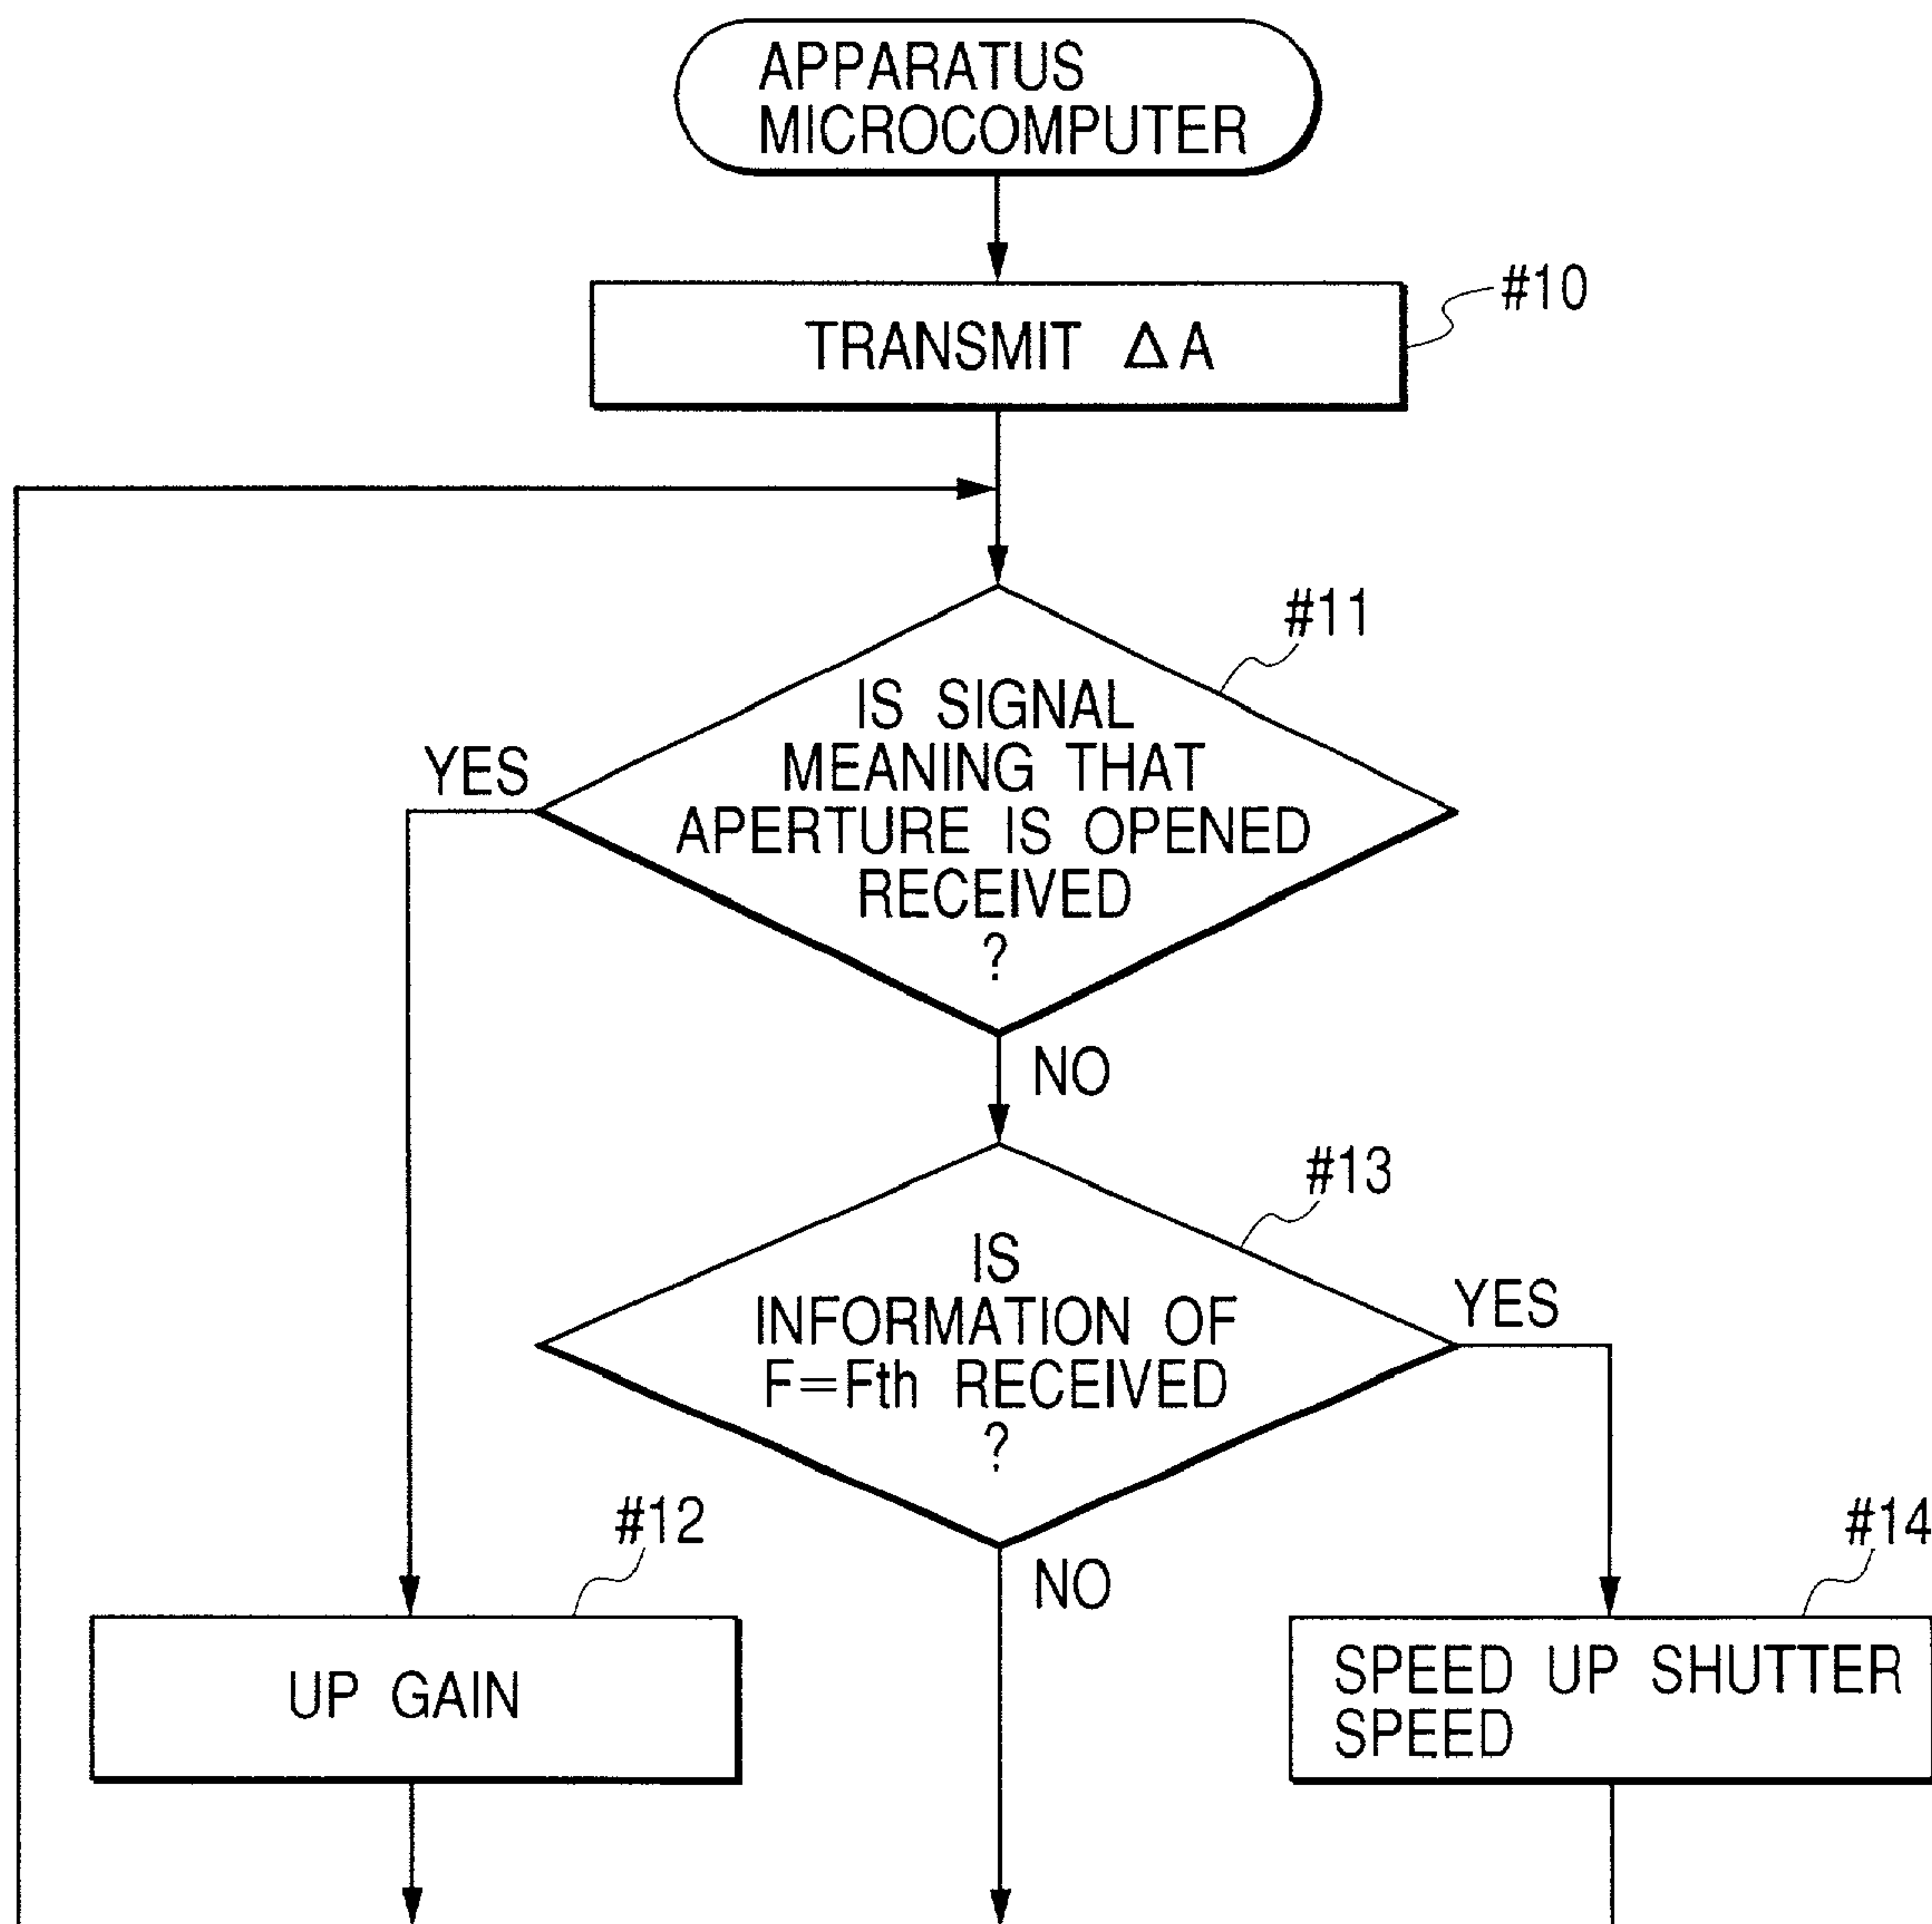 APPARATUS
MICROCOMPUTER
TRANSMIT ΔA
#10
#11
IS SIGNAL
MEANING THAT
APERTURE IS OPENED
RECEIVED
?
YES
NO
#13
IS
INFORMATION OF
F=Fth RECEIVED
?
YES
NO
#12
UP GAIN
#14
SPEED UP SHUTTER
SPEED